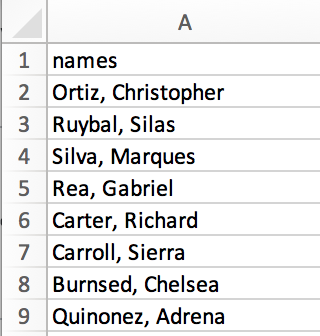 A
1 names
2 Ortiz, Christopher
3 Ruybal, Silas
4 Silva, Marques
5 Rea, Gabriel
6 Carter, Richard
7 Carroll, Sierra
8 Burnsed, Chelsea
9 Quinonez, Adrena